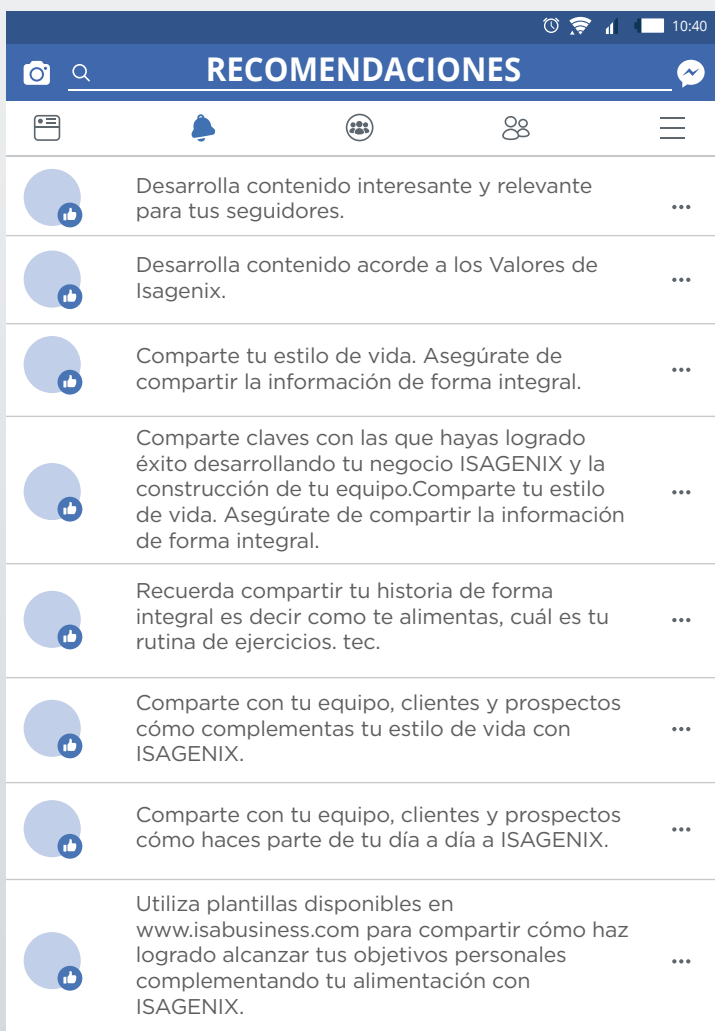 10:40
RECOMENDACIONES
Desarrolla contenido interesante y relevante
para tus seguidores.
Desarrolla contenido acorde a los Valores de
Isagenix.
Comparte tu estilo de vida. Asegúrate de
compartir la información de forma integral.
Comparte claves con las que hayas logrado
éxito desarrollando tu negocio ISAGENIX y la
construcción de tu equipo.Comparte tu estilo
de vida. Asegúrate de compartir la información
de forma integral.
Recuerda compartir tu historia de forma
integral es decir como te alimentas, cuál es tu
rutina de ejercicios. tec.
Comparte con tu equipo, clientes y prospectos
cómo complementas tu estilo de vida con
ISAGENIX.
Comparte con tu equipo, clientes y prospectos
cómo haces parte de tu día a día a ISAGENIX.
Utiliza plantillas disponibles en
www.isabusiness.com para compartir cómo haz
logrado alcanzar tus objetivos personales
complementando tu alimentación con
ISAGENIX.